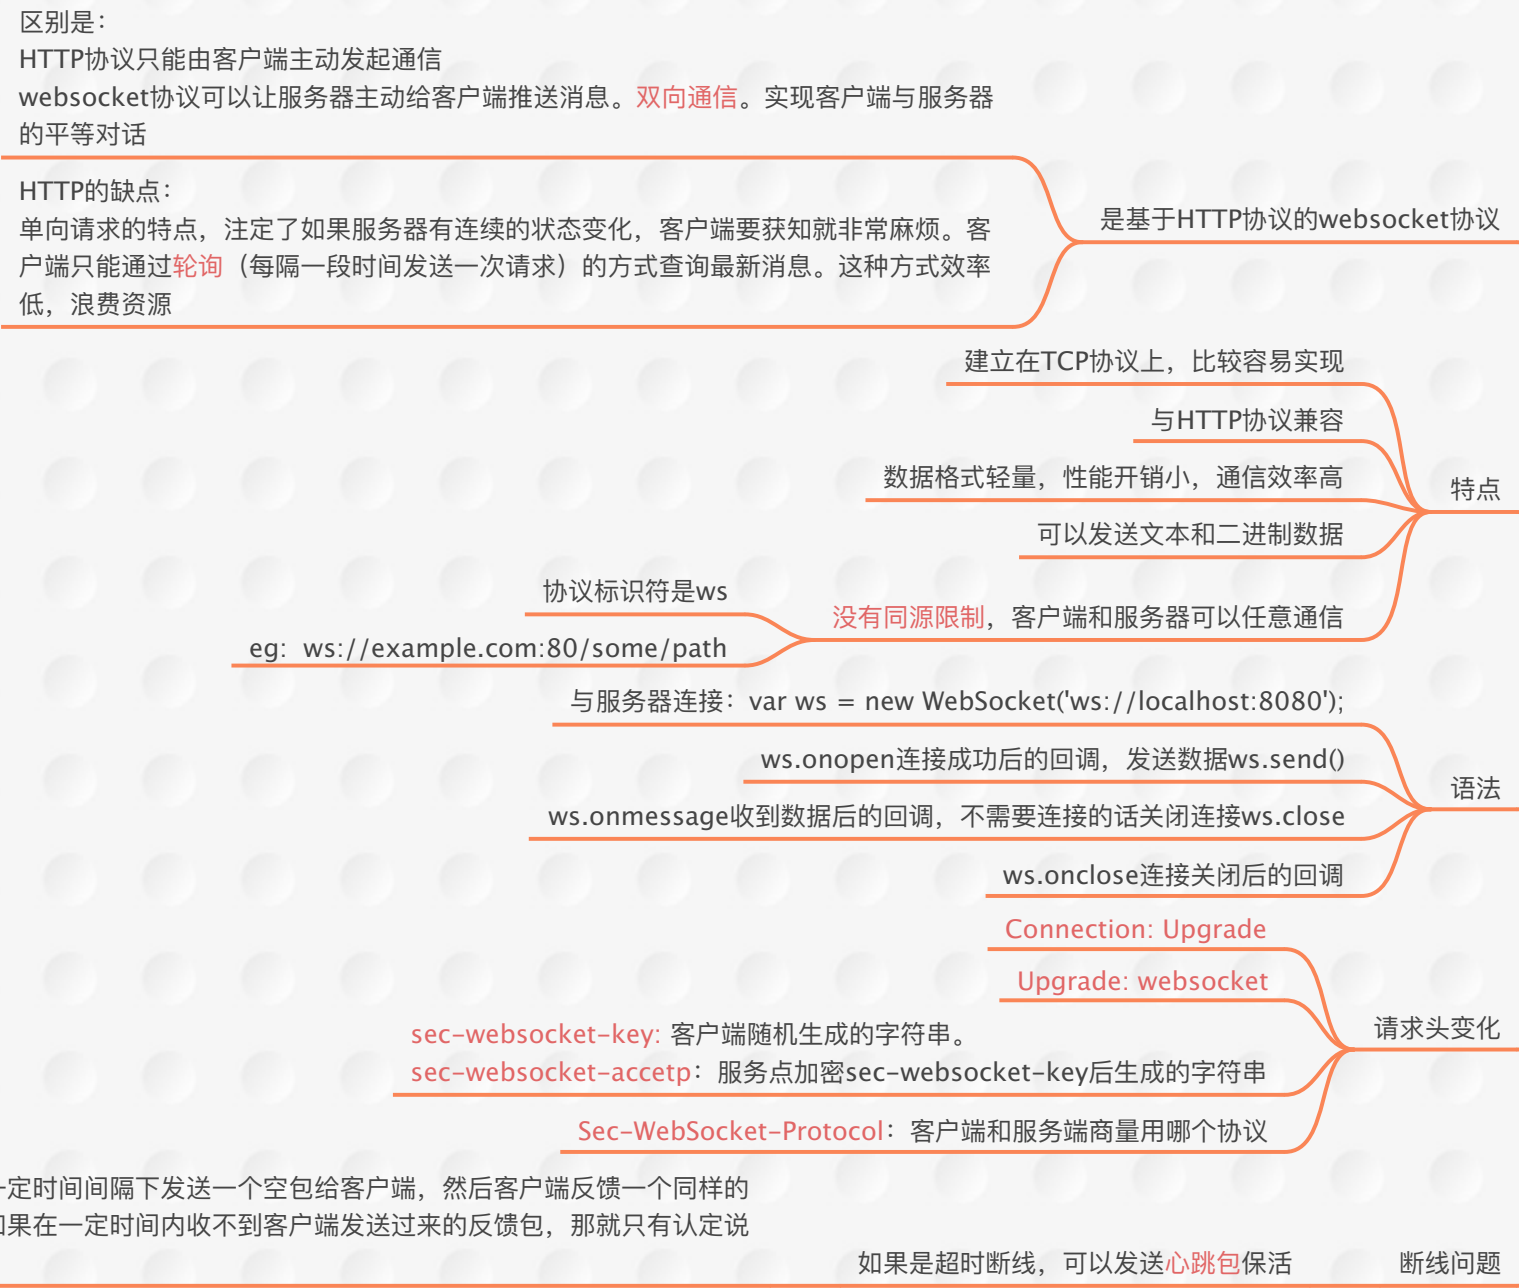 区别是：
HTTP协议只能由客户端主动发起通信
websocket协议可以让服务器主动给客户端推送消息。双向通信。实现客户端与服务器
的平等对话
HTTP的缺点：
单向请求的特点，注定了如果服务器有连续的状态变化，客户端要获知就非常麻烦。客
户端只能通过轮询（每隔一段时间发送一次请求）的方式查询最新消息。这种方式效率
低，浪费资源
是基于HTTP协议的websocket协议
建立在TCP协议上，比较容易实现
与HTTP协议兼容
数据格式轻量，性能开销小，通信效率高
可以发送文本和二进制数据
协议标识符是ws
eg: ws://example.com:80/some/path
没有同源限制，客户端和服务器可以任意通信
特点
与服务器连接：var ws = new WebSocket('ws://localhost:8080');
ws.onopen连接成功后的回调，发送数据ws.send()
ws.onmessage收到数据后的回调，不需要连接的话关闭连接ws.close
ws.onclose连接关闭后的回调
语法
Connection: Upgrade
Upgrade: websocket
sec-websocket-key: 客户端随机生成的字符串。
sec-websocket-accetp：服务点加密sec-websocket-key后生成的字符串
Sec-WebSocket-Protocol：客户端和服务端商量用哪个协议
请求头变化
一定时间间隔下发送一个空包给客户端，然后客户端反馈一个同样的
如果在一定时间内收不到客户端发送过来的反馈包，那就只有认定说
如果是超时断线，可以发送心跳包保活
断线问题